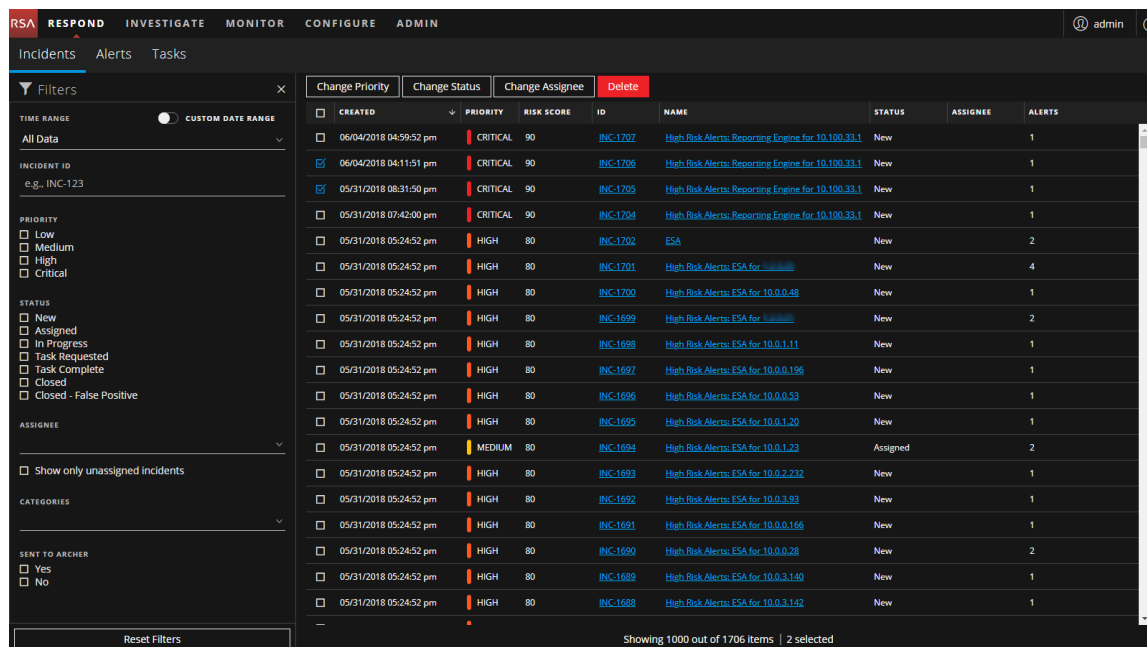 RSA RESPOND INVESTIGATE MONITOR CONFIGURE ADMIN admin
Incidents Alerts Tasks
Filters
TIME RANGE CUSTOM DATE RANGE
All Data
INCIDENT ID
e.g., INC-123
PRIORITY
Low
Medium
High
Critical
STATUS
New
Assigned
In Progress
Task Requested
Task Complete
Closed
Closed - False Positive
ASSIGNEE
Show only unassigned incidents
CATEGORIES
SENT TO ARCHER
Yes
No
Reset Filters
Change Priority Change Status Change Assignee Delete
CREATED PRIORITY RISK SCORE ID NAME STATUS ASSIGNEE ALERTS
06/04/2018 04:59:52 pm CRITICAL 90 INC-1707 High Risk Alerts: Reporting Engine for 10.100.33.1 New 1
06/04/2018 04:11:51 pm CRITICAL 90 INC-1706 High Risk Alerts: Reporting Engine for 10.100.33.1 New 1
05/31/2018 08:31:50 pm CRITICAL 90 INC-1705 High Risk Alerts: Reporting Engine for 10.100.33.1 New 1
05/31/2018 07:42:00 pm CRITICAL 90 INC-1704 High Risk Alerts: Reporting Engine for 10.100.33.1 New 1
05/31/2018 05:24:52 pm HIGH 80 INC-1702 ESA New 2
05/31/2018 05:24:52 pm HIGH 80 INC-1701 High Risk Alerts: ESA for New 4
05/31/2018 05:24:52 pm HIGH 80 INC-1700 High Risk Alerts: ESA for 10.0.0.48 New 1
05/31/2018 05:24:52 pm HIGH 80 INC-1699 High Risk Alerts: ESA for New 2
05/31/2018 05:24:52 pm HIGH 80 INC-1698 High Risk Alerts: ESA for 10.0.1.11 New 1
05/31/2018 05:24:52 pm HIGH 80 INC-1697 High Risk Alerts: ESA for 10.0.0.196 New 1
05/31/2018 05:24:52 pm HIGH 80 INC-1696 High Risk Alerts: ESA for 10.0.0.53 New 1
05/31/2018 05:24:52 pm HIGH 80 INC-1695 High Risk Alerts: ESA for 10.0.1.20 New 1
05/31/2018 05:24:52 pm MEDIUM 80 INC-1694 High Risk Alerts: ESA for 10.0.1.23 Assigned 2
05/31/2018 05:24:52 pm HIGH 80 INC-1693 High Risk Alerts: ESA for 10.0.2.232 New 1
05/31/2018 05:24:52 pm HIGH 80 INC-1692 High Risk Alerts: ESA for 10.0.3.93 New 1
05/31/2018 05:24:52 pm HIGH 80 INC-1691 High Risk Alerts: ESA for 10.0.0.166 New 1
05/31/2018 05:24:52 pm HIGH 80 INC-1690 High Risk Alerts: ESA for 10.0.0.28 New 2
05/31/2018 05:24:52 pm HIGH 80 INC-1689 High Risk Alerts: ESA for 10.0.3.140 New 1
05/31/2018 05:24:52 pm HIGH 80 INC-1688 High Risk Alerts: ESA for 10.0.3.142 New 1
Showing 1000 out of 1706 items | 2 selected